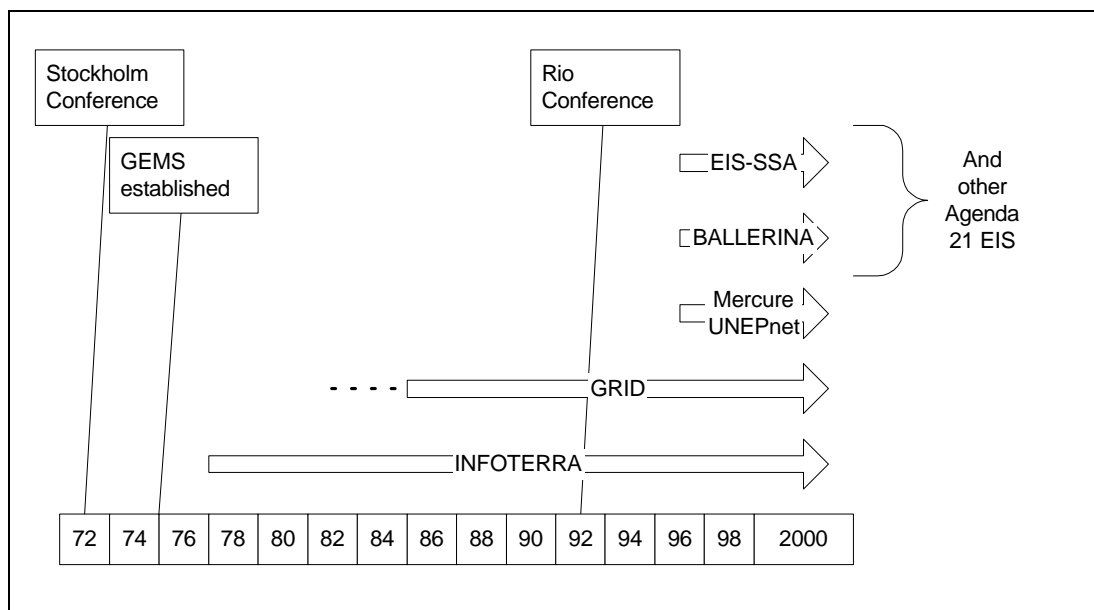 Stockholm
Conference
Rio
Conference
GEMS
established
EIS-SSA
BALLERINA
And
other
Agenda
21 EIS
Mercure
UNEPnet
GRID
INFOTERRA
72 74 76 78 80 82 84 86 88 90 92 94 96 98 2000